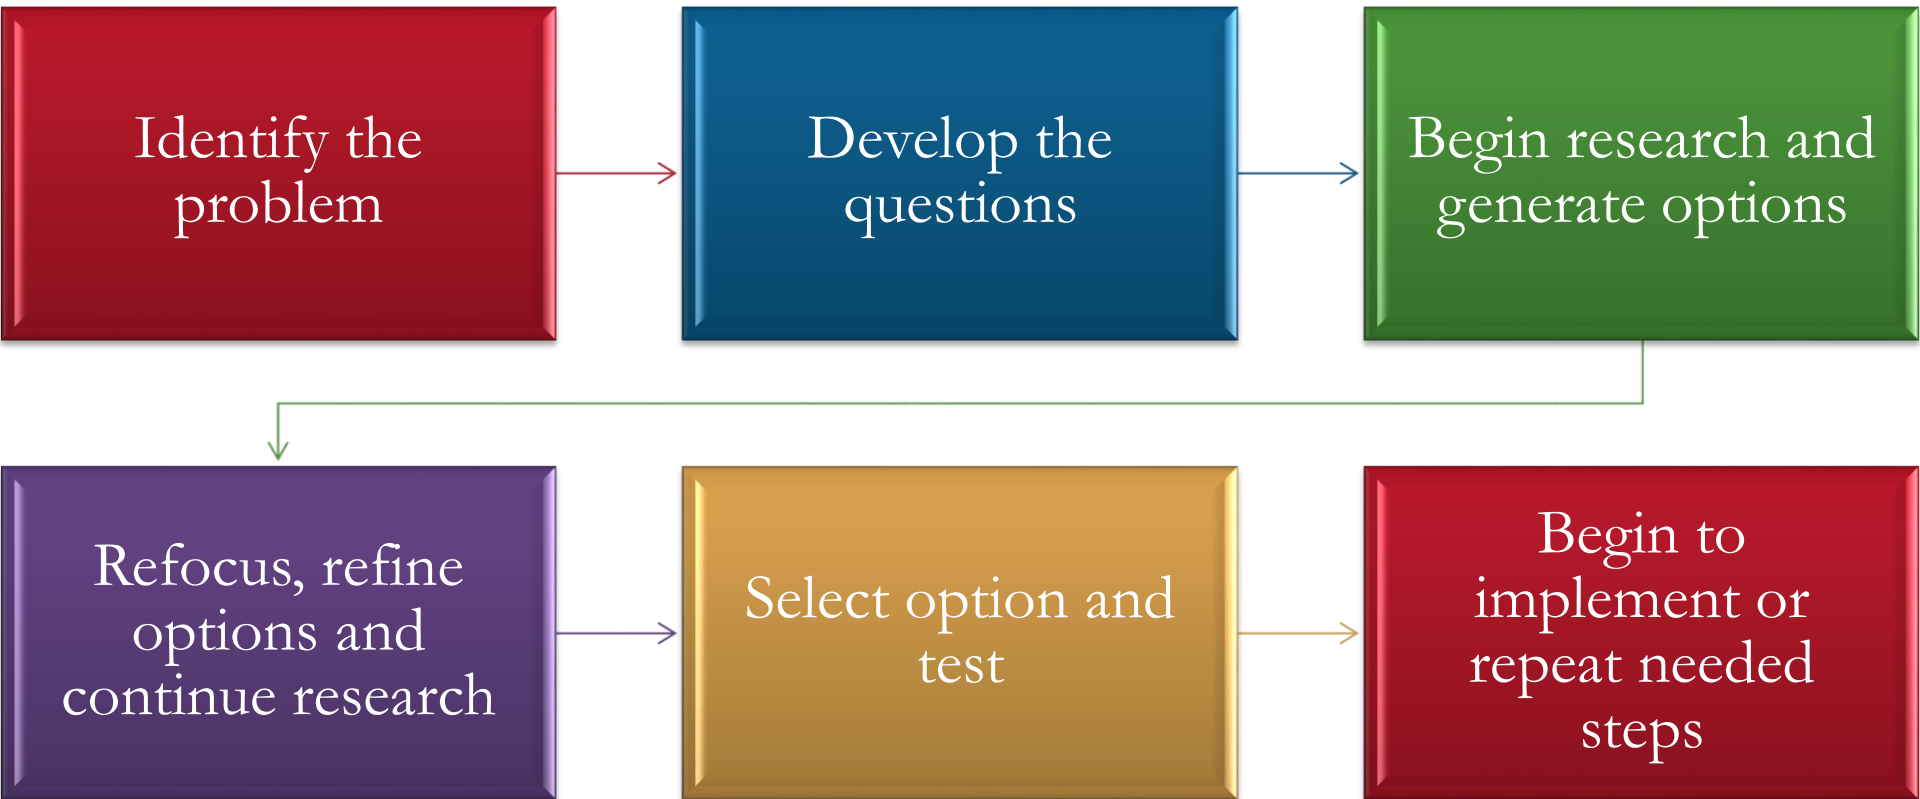 Identify the
problem
Develop the
questions
Begin research and
generate options
Refocus, refine
options and
continue research
Select option and
test
Begin to
implement or
repeat needed
steps